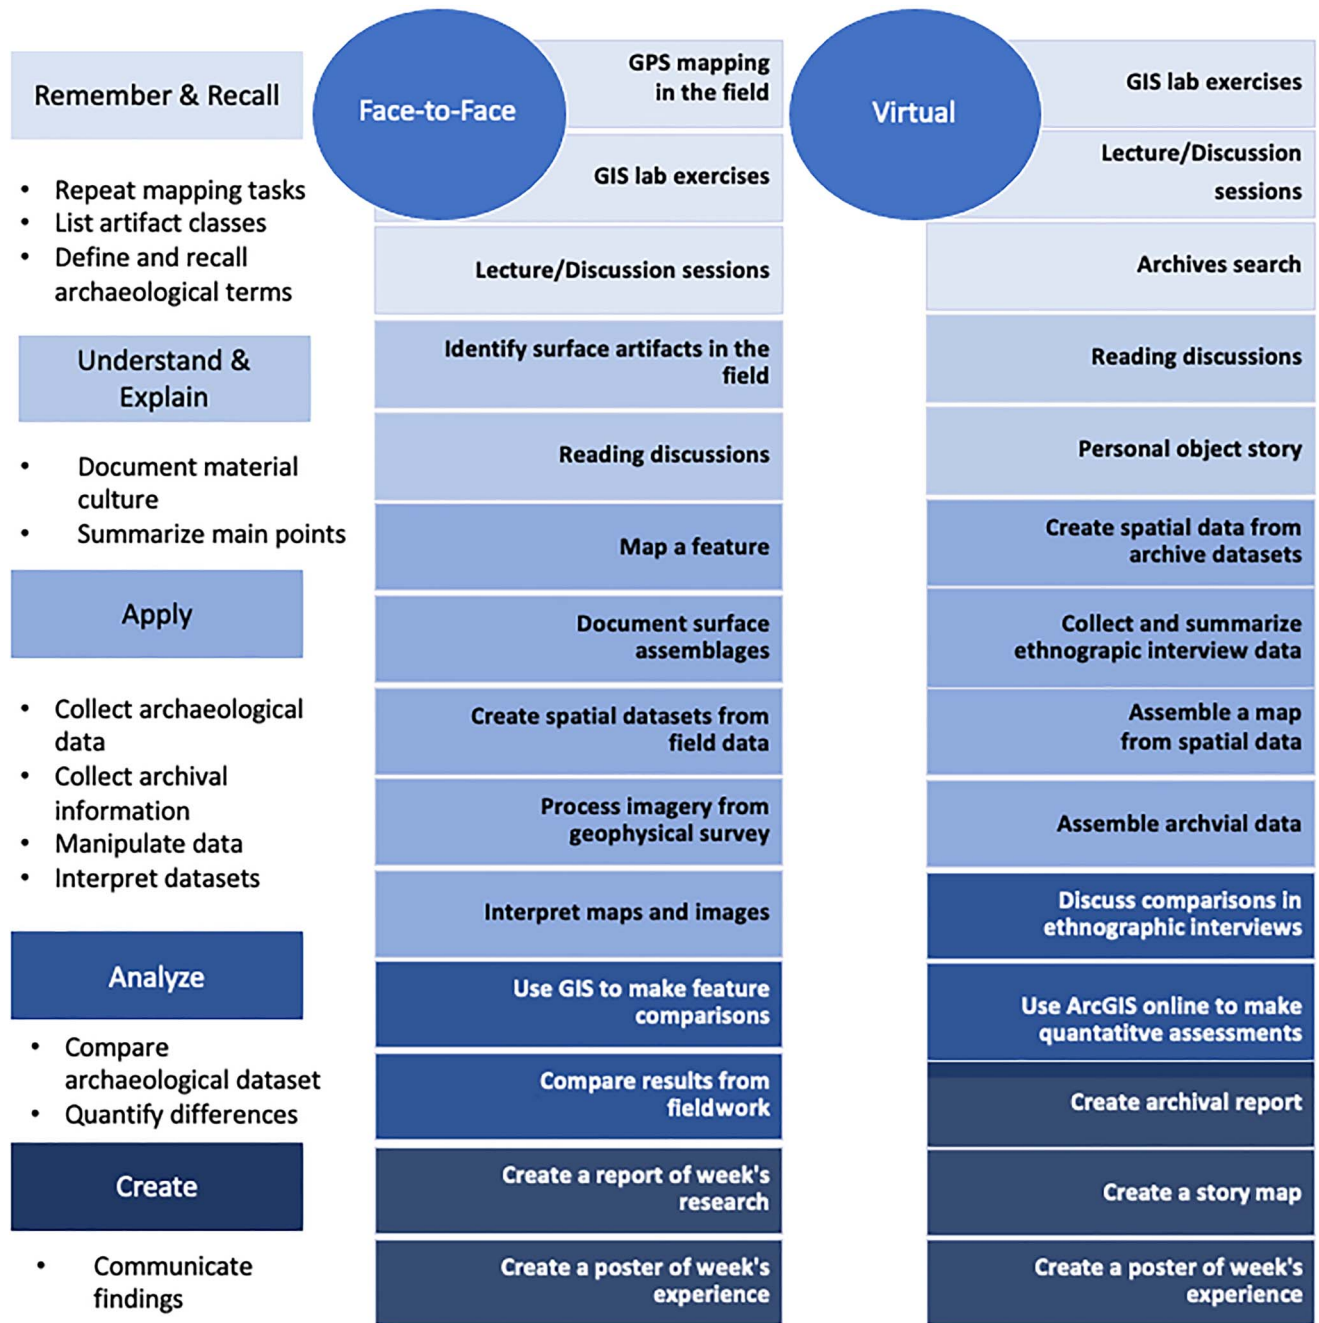 Remember & Recall
• Repeat mapping tasks
• List artifact classes
• Define and recall
archaeological terms
Understand &
Explain
• Document material
culture
• Summarize main points
Apply
• Collect archaeological
data
• Collect archival
information
• Manipulate data
• Interpret datasets
Analyze
• Compare
archaeological dataset
• Quantify differences
Create
• Communicate
findings
Face-to-Face
GPS mapping
in the field
GIS lab exercises
Lecture/Discussion sessions
Identify surface artifacts in the
field
Reading discussions
Map a feature
Document surface
assemblages
Create spatial datasets from
field data
Process imagery from
geophysical survey
Interpret maps and images
Use GIS to make feature
comparisons
Compare results from
fieldwork
Create a report of week's
research
Create a poster of week's
experience
Virtual
GIS lab exercises
Lecture/Discussion
sessions
Archives search
Reading discussions
Personal object story
Create spatial data from
archive datasets
Collect and summarize
ethnograpic interview data
Assemble a map
from spatial data
Assemble archvial data
Discuss comparisons in
ethnographic interviews
Use ArcGIS online to make
quantatitve assessments
Create archival report
Create a story map
Create a poster of week's
experience